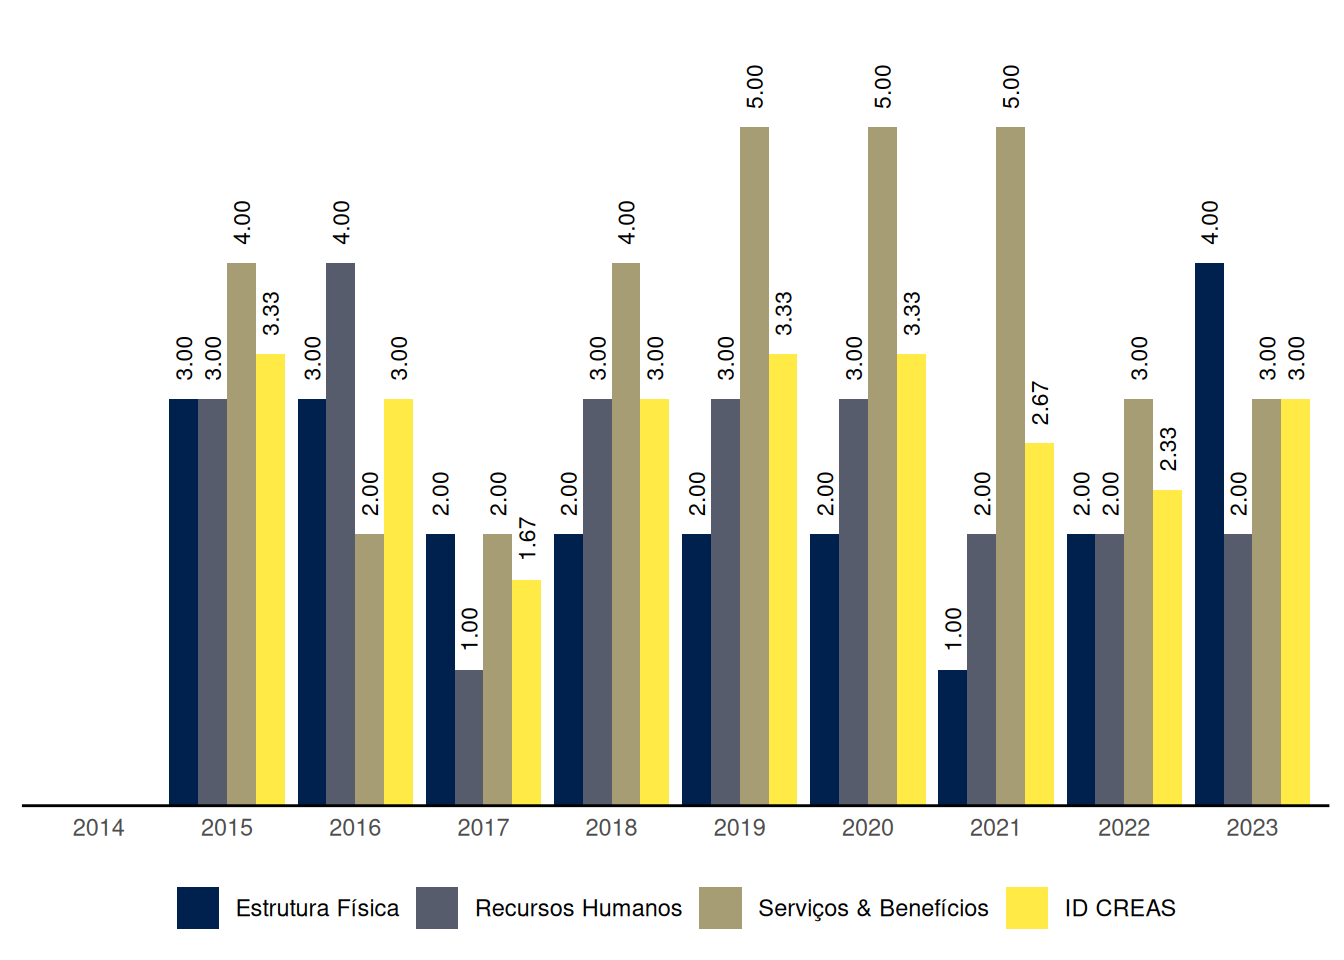 5.00 5.00 5.00
4.00 4.00 4.00 4.00
3.33 3.33 3.33
3.00 3.00 3.00 3.00 3.00 3.00 3.00 3.00 3.00 3.00
2.67
2.33
2.00 2.00 2.00 2.00 2.00 2.00 2.00 2.00 2.00 2.00
1.67
1.00 1.00
2014 2015 2016 2017 2018 2019 2020 2021 2022 2023
Estrutura Física Recursos Humanos Serviços & Benefícios ID CREAS